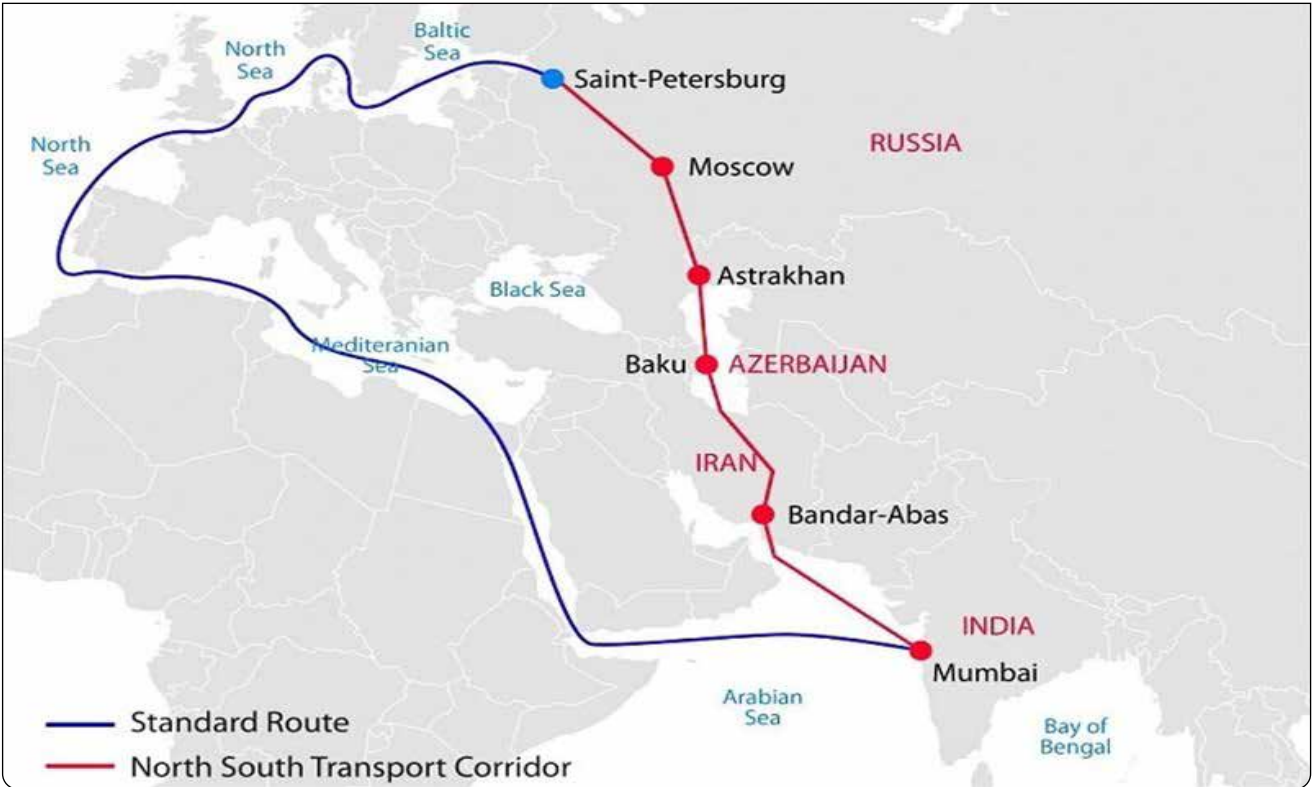 Baltic
Sea
North
Sea
Saint-Petersburg
North
Sea
RUSSIA
Moscow
Astrakhan
Black Sea
Mediteranian
Sea
Baku
AZERBAIJAN
IRAN
Bandar-Abas
INDIA
Mumbai
Arabian
Sea
Bay of
Bengal
Standard Route
North South Transport Corridor